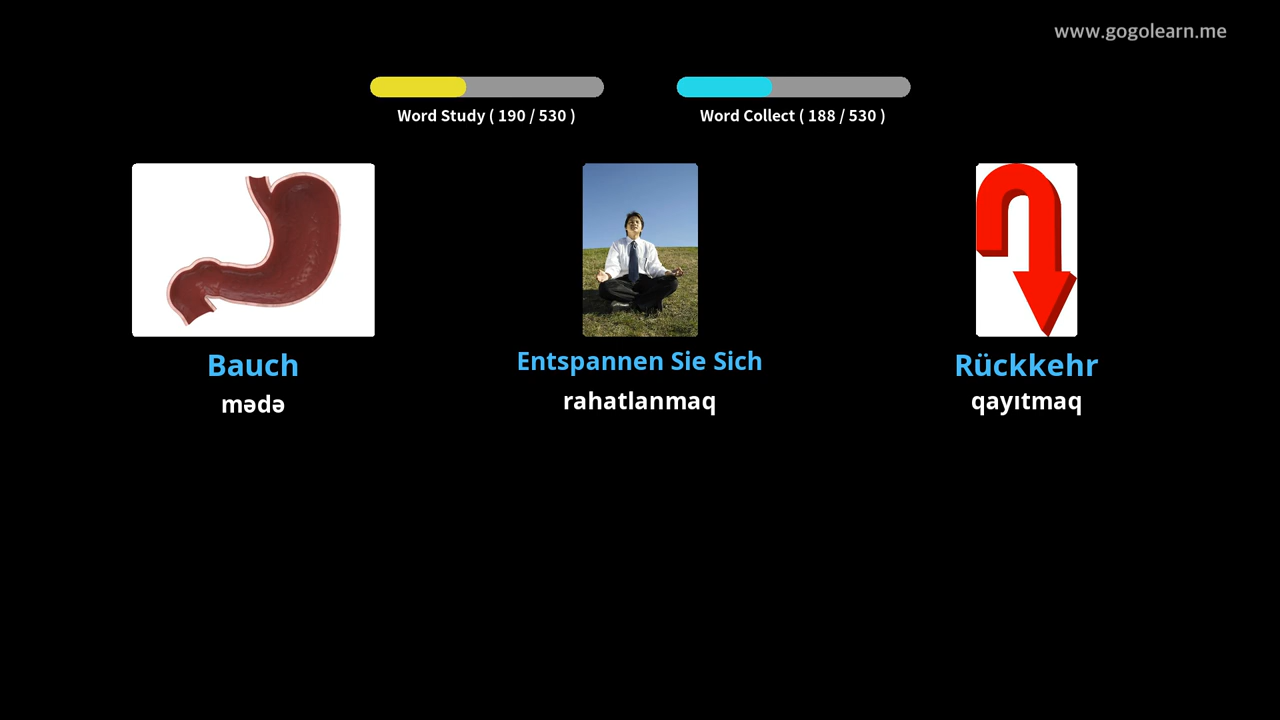 www.gogolearn.me
Word Study ( 190 / 530 )
Word Collect ( 188 / 530 )
Bauch
mədə
Entspannen Sie Sich
rahatlanmaq
Rückkehr
qayıtmaq